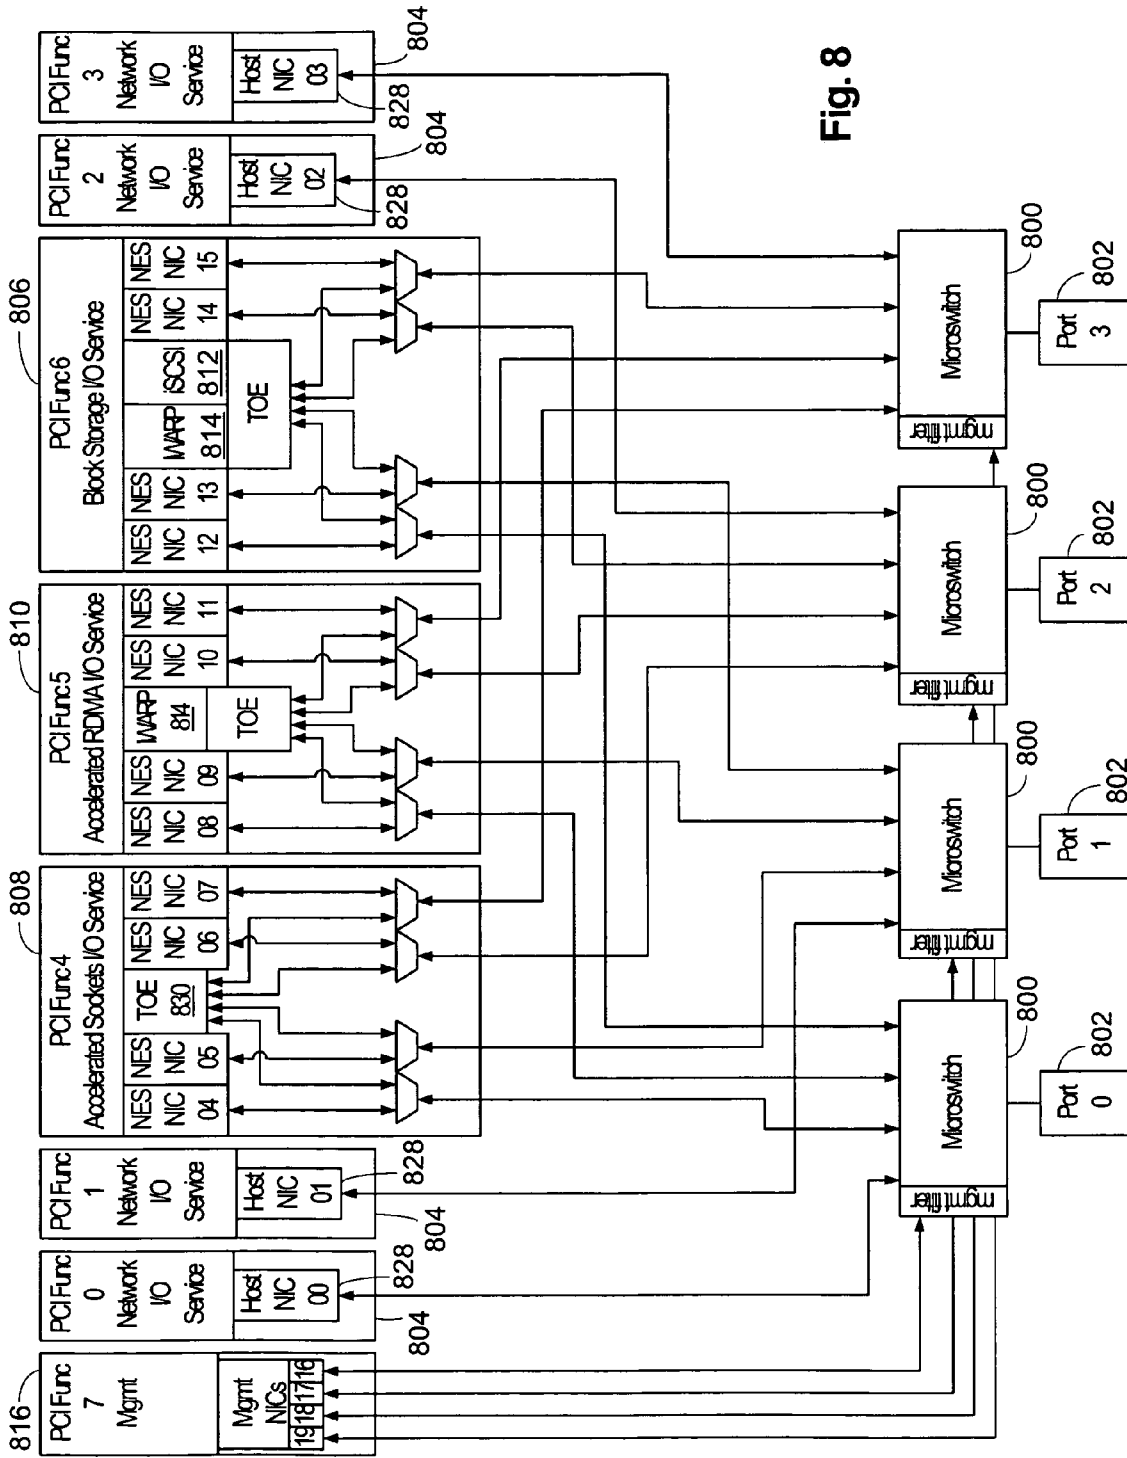 816
PCI Func
7
Mgmt
Mgmt
NICs
19 18 17 16
PCI Func
0
Network
I/O
Service
Host
NIC
00
828
804
PCI Func
1
Network
I/O
Service
Host
NIC
01
828
804
808
PCI Func 4
Accelerated Sockets I/O Service
NES
NIC
04
NES
NIC
05
TOE
830
NES
NIC
06
NES
NIC
07
810
PCI Func 5
Accelerated RDMA I/O Service
NES
NIC
08
NES
NIC
09
iWARP
814
TOE
NES
NIC
10
NES
NIC
11
806
PCI Func 6
Block Storage I/O Service
NES
NIC
12
NES
NIC
13
iWARP
814
iSCSI
812
TOE
NES
NIC
14
NES
NIC
15
PCI Func
2
Network
I/O
Service
Host
NIC
02
828
804
PCI Func
3
Network
I/O
Service
Host
NIC
03
828
804
Fig. 8
mgmt filter
Microswitch
800
mgmt filter
Microswitch
800
mgmt filter
Microswitch
800
mgmt filter
Microswitch
800
Port
0
802
Port
1
802
Port
2
802
Port
3
802